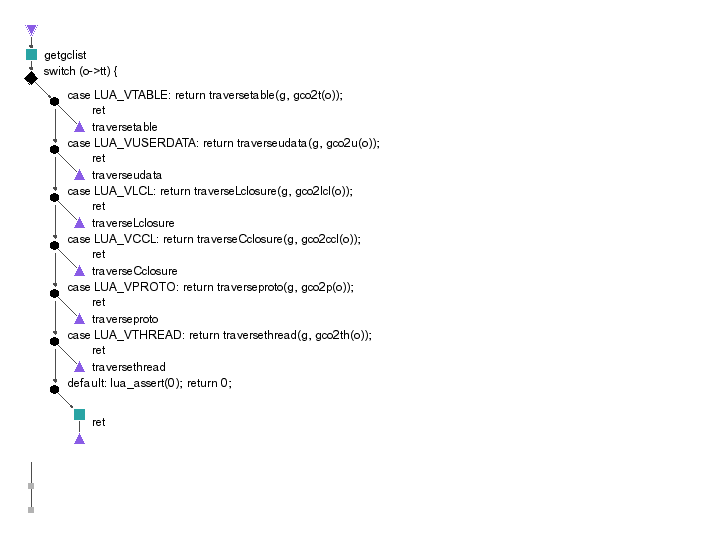 getgclist
switch (o->tt) {
case LUA_VTABLE: return traversetable(g, gco2t(o));
ret
traversetable
case LUA_VUSERDATA: return traverseudata(g, gco2u(o));
ret
traverseudata
case LUA_VLCL: return traverseLclosure(g, gco2lcl(o));
ret
traverseLclosure
case LUA_VCCL: return traverseCclosure(g, gco2ccl(o));
ret
traverseCclosure
case LUA_VPROTO: return traverseproto(g, gco2p(o));
ret
traverseproto
case LUA_VTHREAD: return traversethread(g, gco2th(o));
ret
traversethread
default: lua_assert(0); return 0;
ret